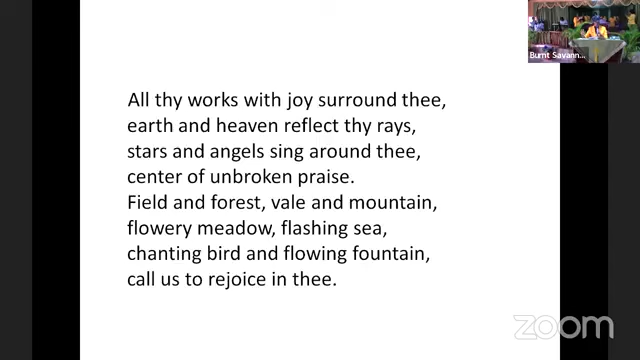 Burnt Savann...
All thy works with joy surround thee,
earth and heaven reflect thy rays,
stars and angels sing around thee,
center of unbroken praise.
Field and forest, vale and mountain,
flowery meadow, flashing sea,
chanting bird and flowing fountain,
call us to rejoice in thee.
zoom